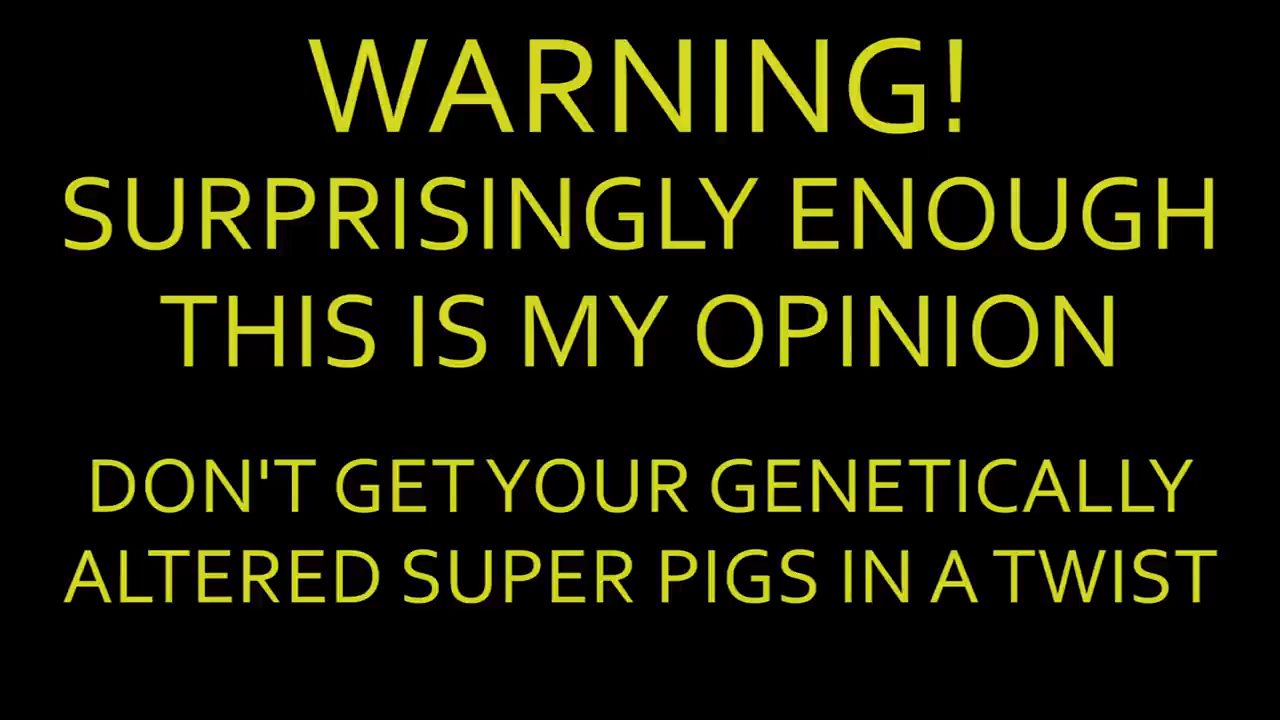 WARNING!
SURPRISINGLY ENOUGH
THIS IS MY OPINION
DON'T GET YOUR GENETICALLY
ALTERED SUPER PIGS IN A TWIST